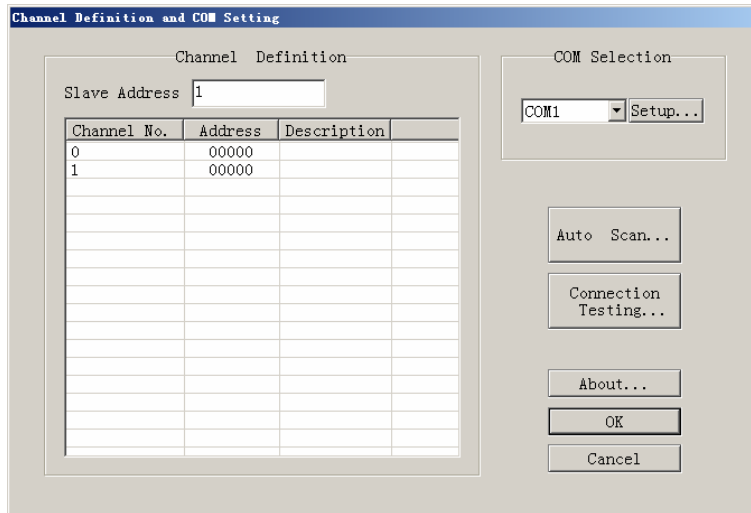 Channel Definition and COM Setting
Channel Definition
Slave Address 1
Channel No. Address Description
0 00000
1 00000
COM Selection
COM1 Setup...
Auto Scan...
Connection
Testing...
About...
OK
Cancel